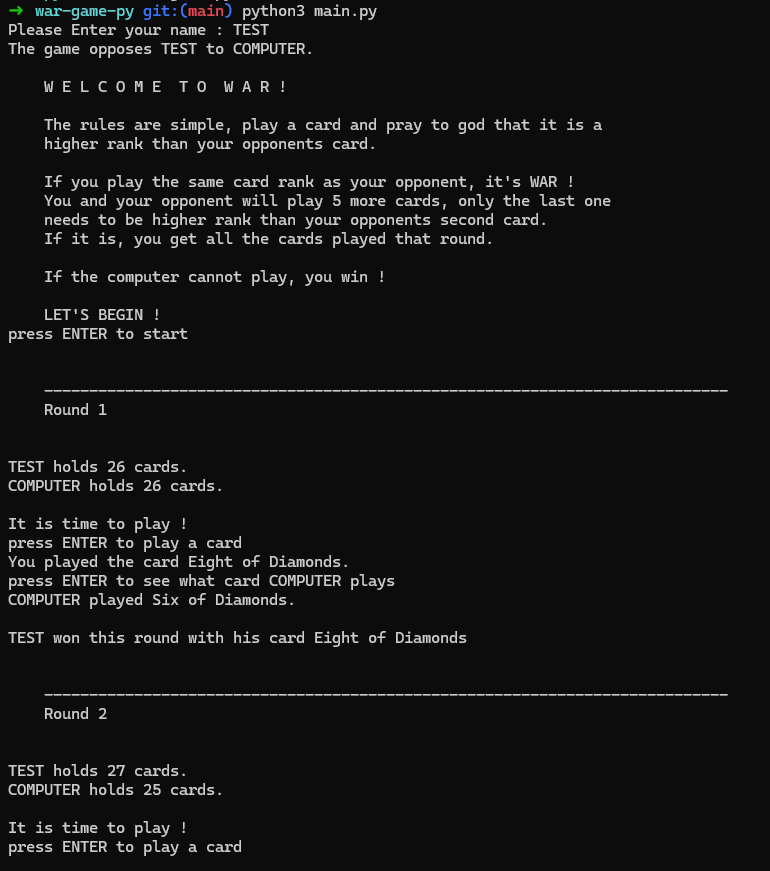 ➜ war-game-py git:(main) python3 main.py
Please Enter your name : TEST
The game opposes TEST to COMPUTER.
W E L C O M E  T O  W A R !
The rules are simple, play a card and pray to god that it is a
higher rank than your opponents card.
If you play the same card rank as your opponent, it's WAR !
You and your opponent will play 5 more cards, only the last one
needs to be higher rank than your opponents second card.
If it is, you get all the cards played that round.
If the computer cannot play, you win !
LET'S BEGIN !
press ENTER to start
____________________________________________________________________________
Round 1
TEST holds 26 cards.
COMPUTER holds 26 cards.
It is time to play !
press ENTER to play a card
You played the card Eight of Diamonds.
press ENTER to see what card COMPUTER plays
COMPUTER played Six of Diamonds.
TEST won this round with his card Eight of Diamonds
____________________________________________________________________________
Round 2
TEST holds 27 cards.
COMPUTER holds 25 cards.
It is time to play !
press ENTER to play a card